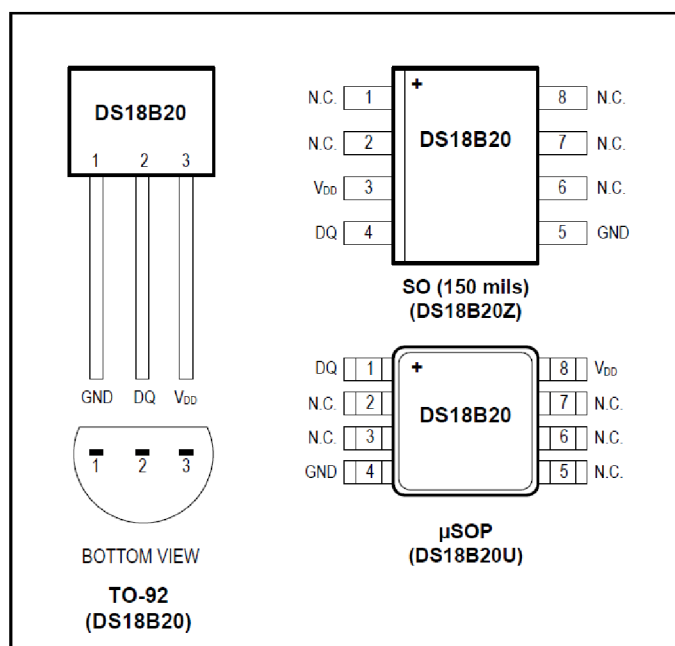 DS18B20
1 2 3
GND DQ VDD
1 2 3
BOTTOM VIEW
TO-92
(DS18B20)
+
DS18B20
N.C. 1 8 N.C.
N.C. 2 7 N.C.
VDD 3 6 N.C.
DQ 4 5 GND
SO (150 mils)
(DS18B20Z)
+
DS18B20
DQ 1 8 VDD
N.C. 2 7 N.C.
N.C. 3 6 N.C.
GND 4 5 N.C.
µSOP
(DS18B20U)